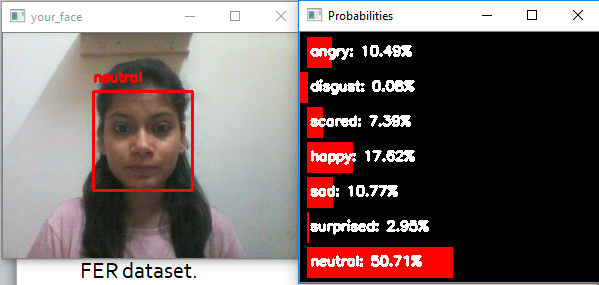 your_face
neutral
Probabilities
angry: 10.49%
disgust: 0.06%
scared: 7.39%
happy: 17.62%
sad: 10.77%
surprised: 2.95%
neutral: 50.71%
FER dataset.